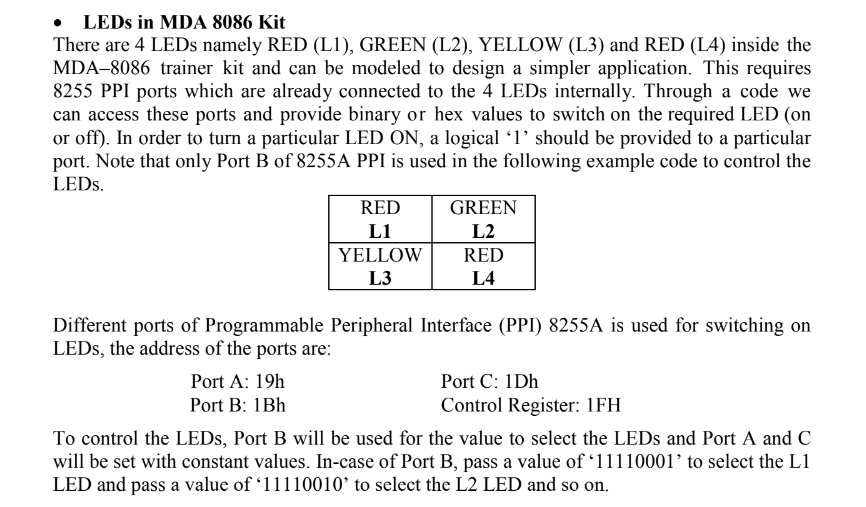 • LEDs in MDA 8086 Kit
There are 4 LEDs namely RED (L1), GREEN (L2), YELLOW (L3) and RED (L4) inside the
MDA–8086 trainer kit and can be modeled to design a simpler application. This requires
8255 PPI ports which are already connected to the 4 LEDs internally. Through a code we
can access these ports and provide binary or hex values to switch on the required LED (on
or off). In order to turn a particular LED ON, a logical ‘1’ should be provided to a particular
port. Note that only Port B of 8255A PPI is used in the following example code to control the
LEDs.
RED GREEN
L1 L2
YELLOW RED
L3 L4
Different ports of Programmable Peripheral Interface (PPI) 8255A is used for switching on
LEDs, the address of the ports are:
Port A: 19h Port C: 1Dh
Port B: 1Bh Control Register: 1FH
To control the LEDs, Port B will be used for the value to select the LEDs and Port A and C
will be set with constant values. In-case of Port B, pass a value of ‘11110001’ to select the L1
LED and pass a value of ‘11110010’ to select the L2 LED and so on.